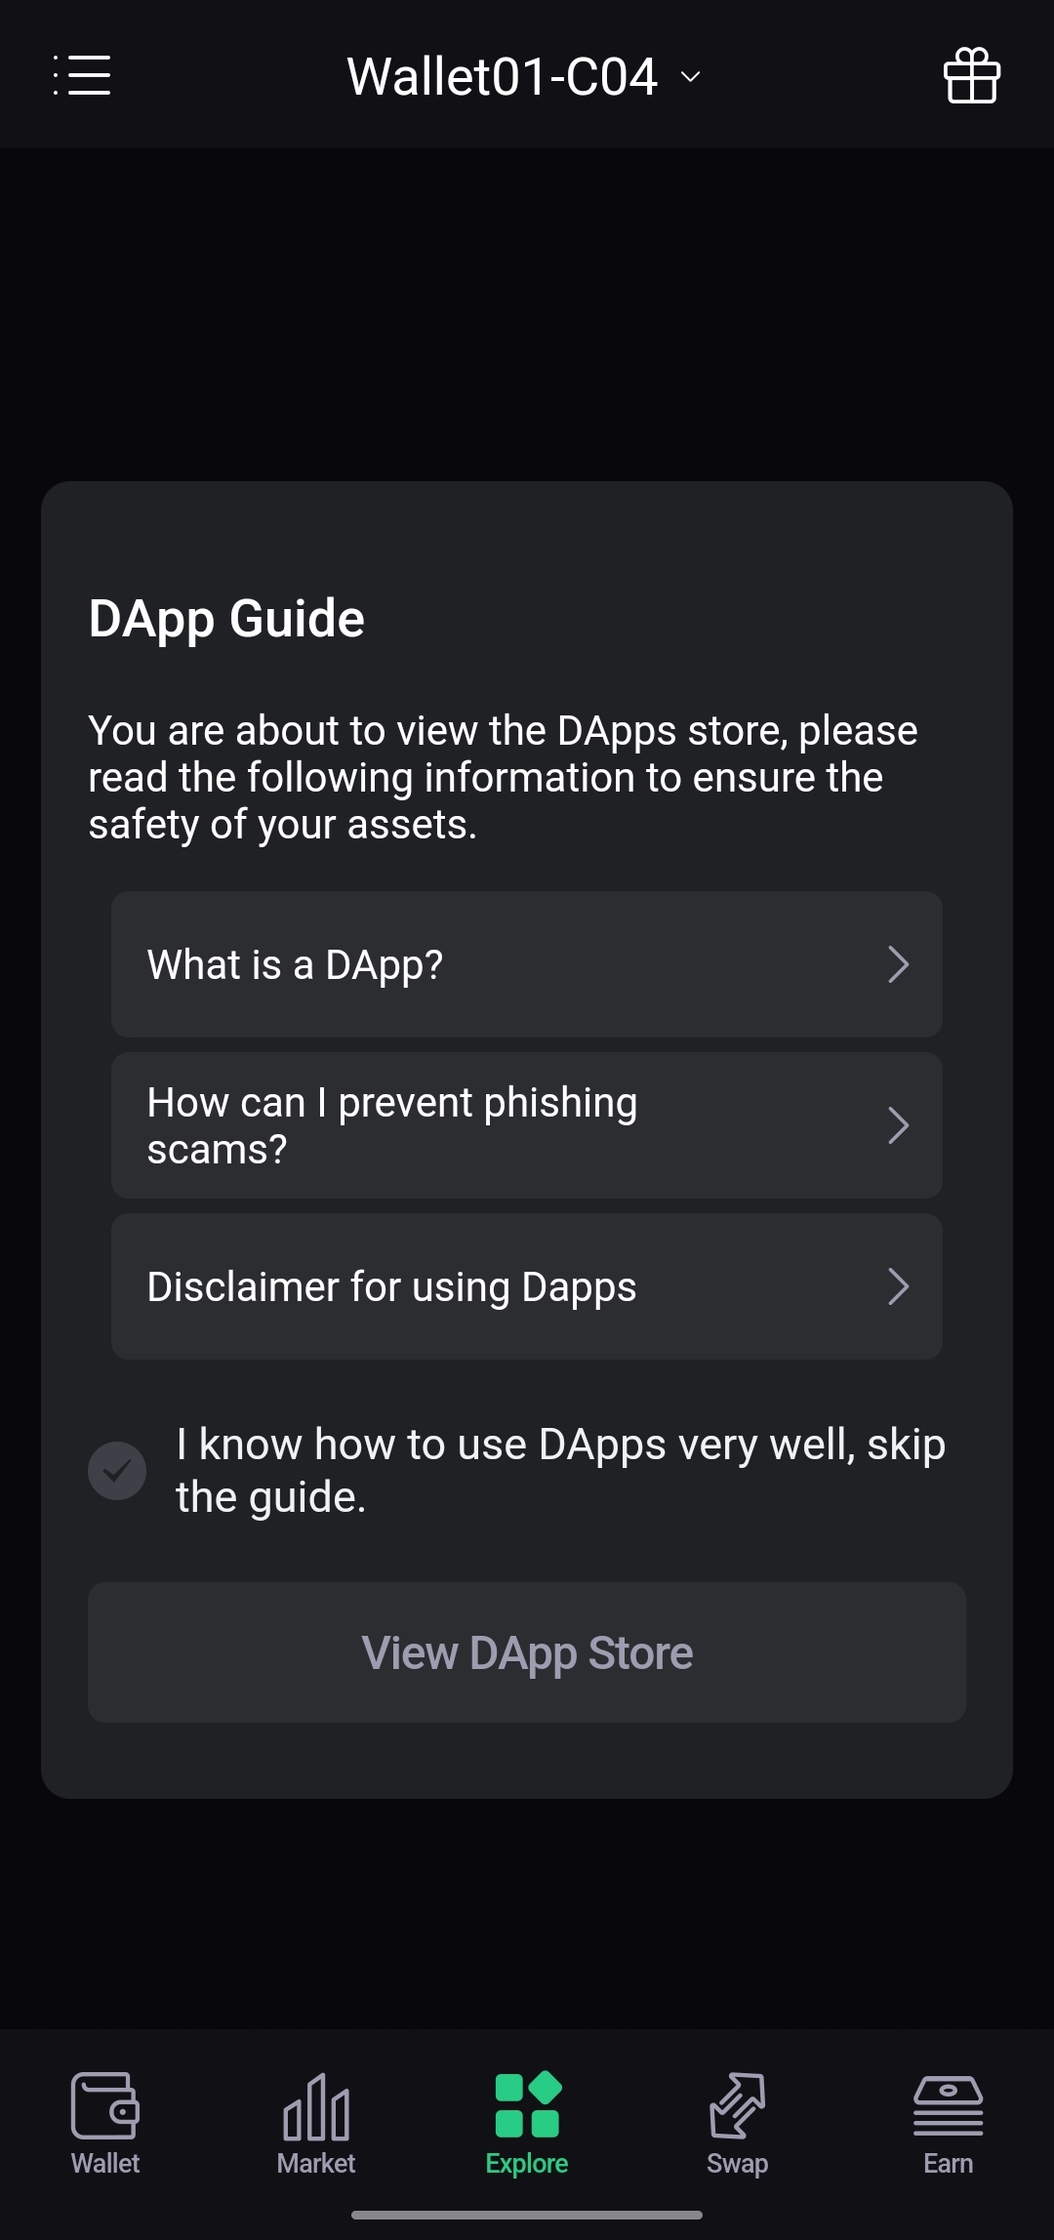 Wallet01-C04
DApp Guide
You are about to view the DApps store, please
read the following information to ensure the
safety of your assets.
What is a DApp?
How can I prevent phishing
scams?
Disclaimer for using Dapps
I know how to use DApps very well, skip
the guide.
View DApp Store
Wallet Market Explore Swap Earn